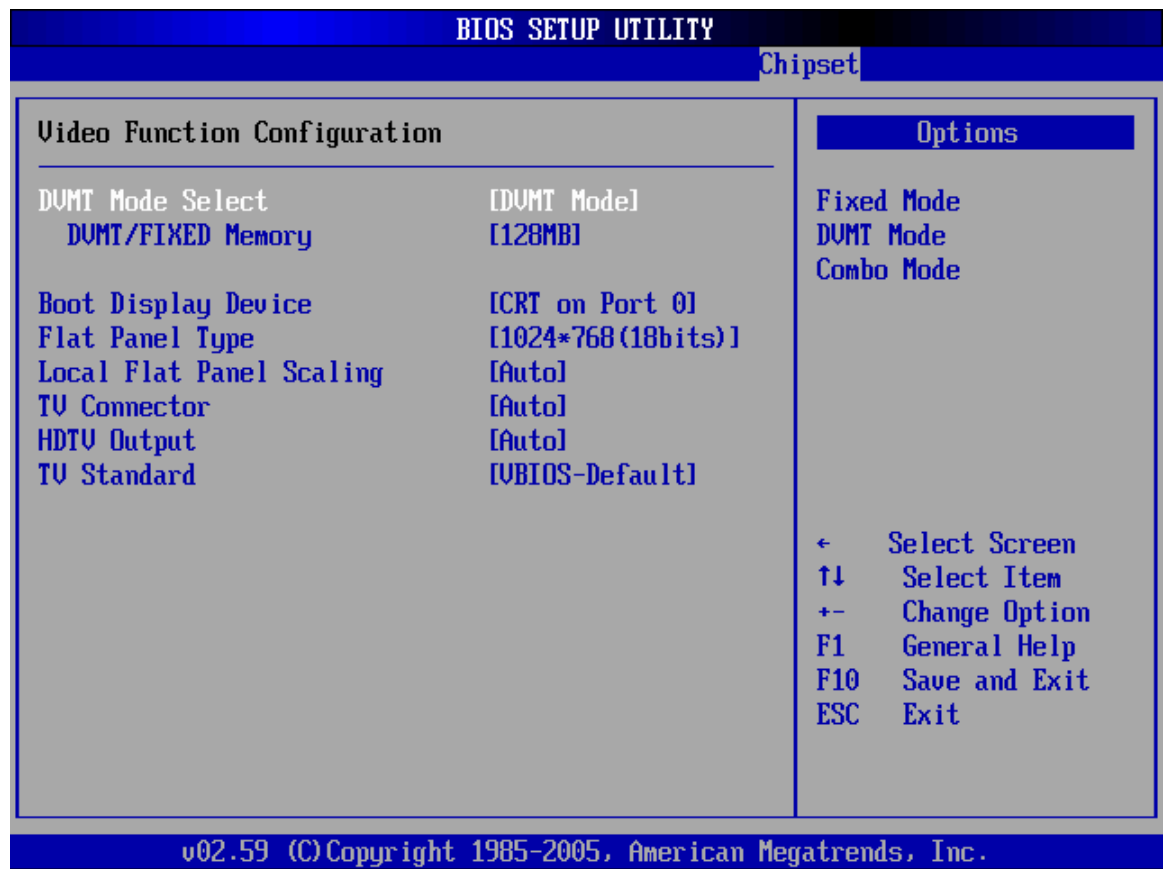 BIOS SETUP UTILITY
Chipset
Video Function Configuration
DVMT Mode Select [DVMT Mode]
DVMT/FIXED Memory [128MB]
Boot Display Device [CRT on Port 0]
Flat Panel Type [1024*768(18bits)]
Local Flat Panel Scaling [Auto]
TV Connector [Auto]
HDTV Output [Auto]
TV Standard [VBIOS-Default]
Options
Fixed Mode
DVMT Mode
Combo Mode
← Select Screen
↑↓ Select Item
+- Change Option
F1 General Help
F10 Save and Exit
ESC Exit
v02.59 (C)Copyright 1985-2005, American Megatrends, Inc.